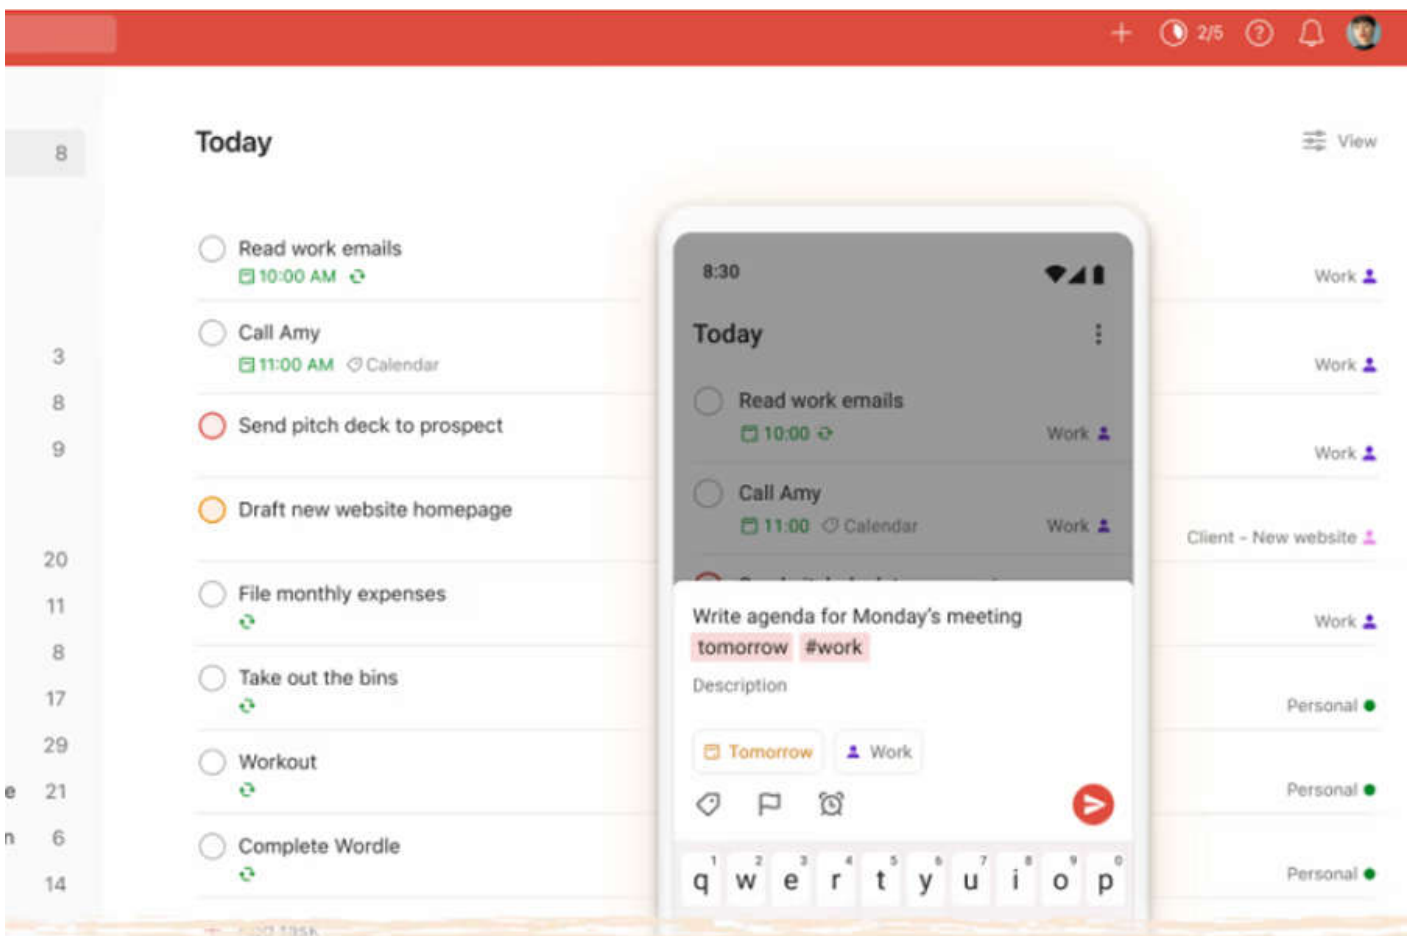 2/5
8
Today
View
Read work emails
10:00 AM
Work
Call Amy
11:00 AM Calendar
Work
3
8
Send pitch deck to prospect
Work
9
Draft new website homepage
Client - New website
20
File monthly expenses
Work
11
8
Take out the bins
Personal
17
29
Workout
Personal
e 21
n 6
Complete Wordle
Personal
14
8:30
Today
Read work emails
10:00 Work
Call Amy
11:00 Calendar Work
Write agenda for Monday's meeting
tomorrow #work
Description
Tomorrow Work
1 2 3 4 5 6 7 8 9 0
q w e r t y u i o p